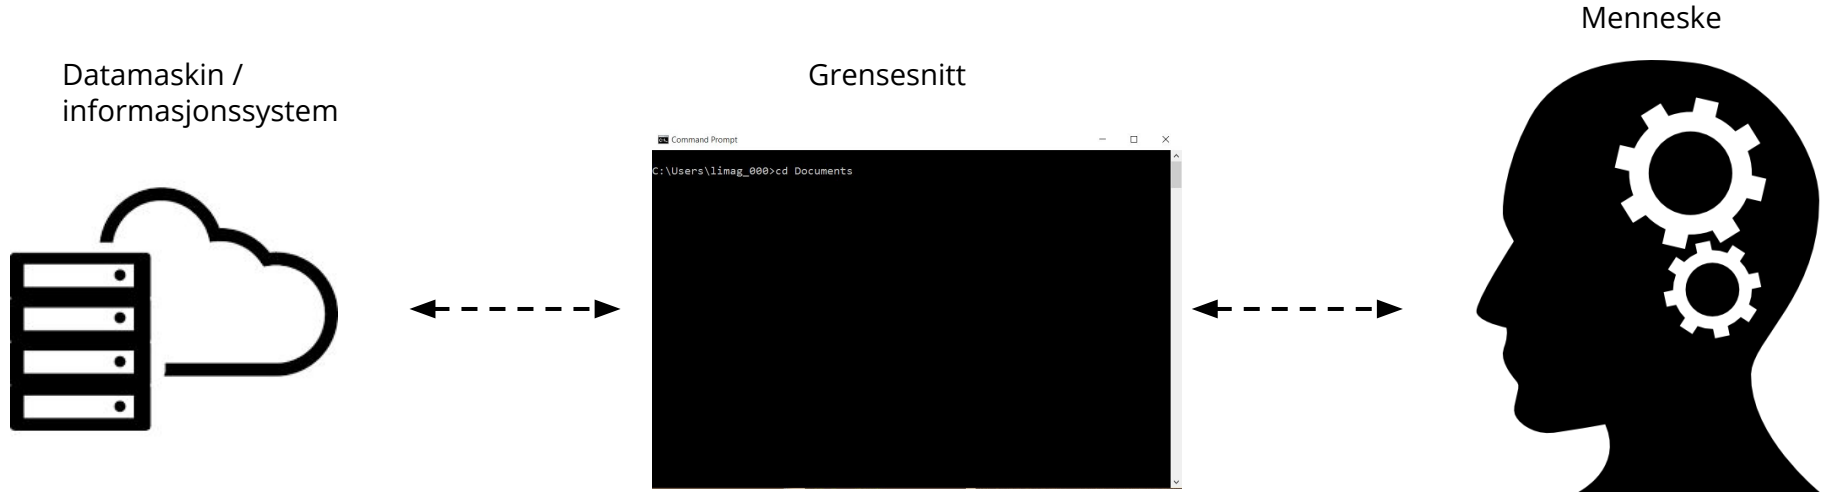 Menneske
Datamaskin /
informasjonssystem
Grensesnitt
Command Prompt
C:\Users\limag_000>cd Documents